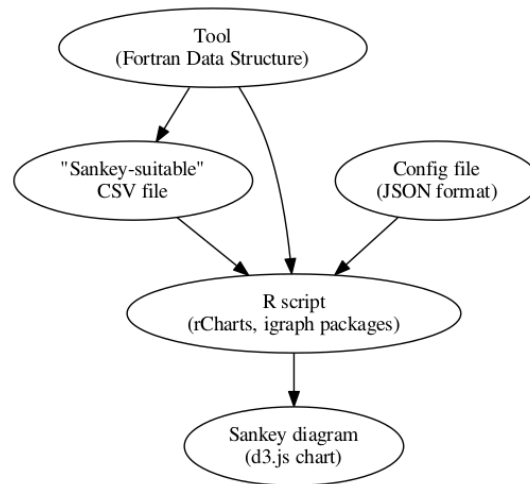 Tool
(Fortran Data Structure)
"Sankey-suitable"
CSV file
Config file
(JSON format)
R script
(rCharts, igraph packages)
Sankey diagram
(d3.js chart)